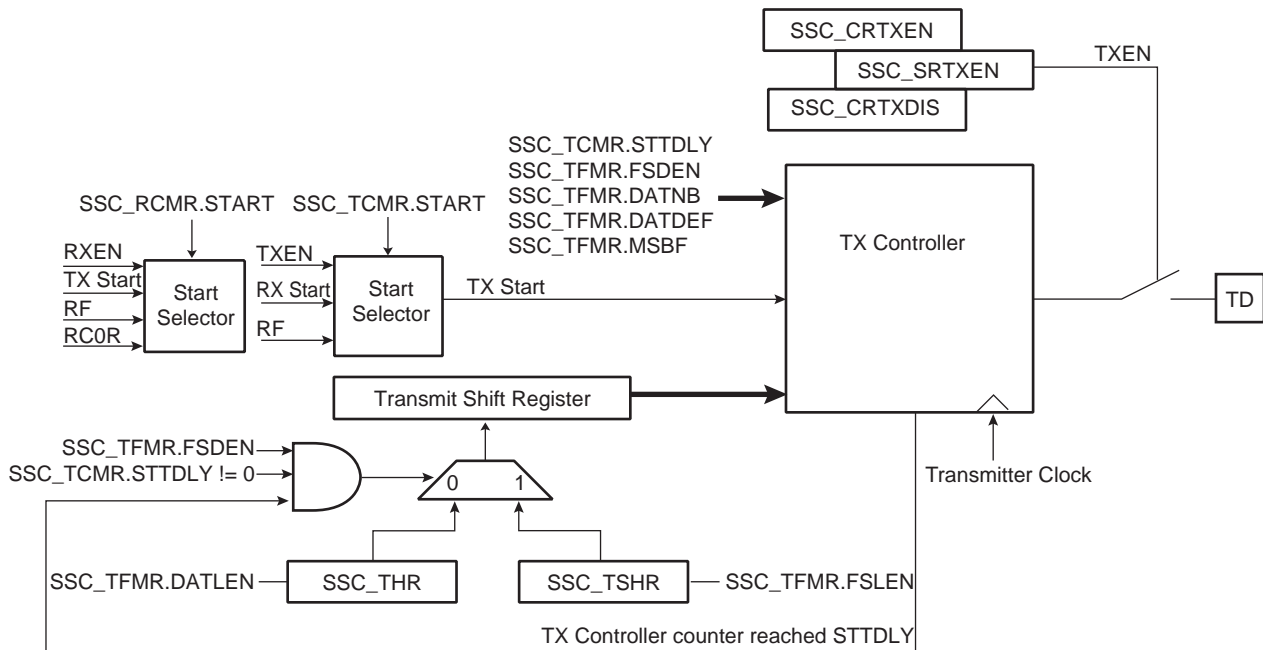 SSC_CRTXEN
SSC_SRTXEN
TXEN
SSC_CRTXDIS
SSC_TCMR.STTDLY
SSC_TFMR.FSDEN
SSC_TFMR.DATNB
SSC_TFMR.DATDEF
SSC_TFMR.MSBF
SSC_RCMR.START
SSC_TCMR.START
TX Controller
RXEN
TX Start
RF
RC0R
Start
Selector
TXEN
RX Start
RF
Start
Selector
TX Start
TD
Transmit Shift Register
SSC_TFMR.FSDEN
SSC_TCMR.STTDLY != 0
0
1
Transmitter Clock
SSC_TFMR.DATLEN
SSC_THR
SSC_TSHR
SSC_TFMR.FSLEN
TX Controller counter reached STTDLY